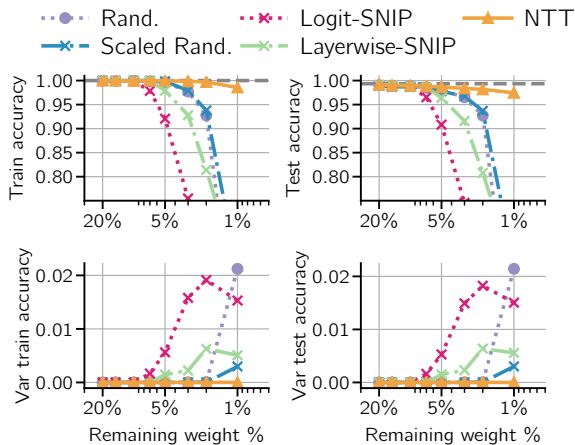 Rand.
Logit-SNIP
NTT
Scaled Rand.
Layerwise-SNIP
Train accuracy
1.00
0.95
0.90
0.85
0.80
20%
5%
1%
Test accuracy
1.00
0.95
0.90
0.85
0.80
20%
5%
1%
Var train accuracy
0.02
0.01
0.00
20%
5%
1%
Remaining weight %
Var test accuracy
0.02
0.01
0.00
20%
5%
1%
Remaining weight %